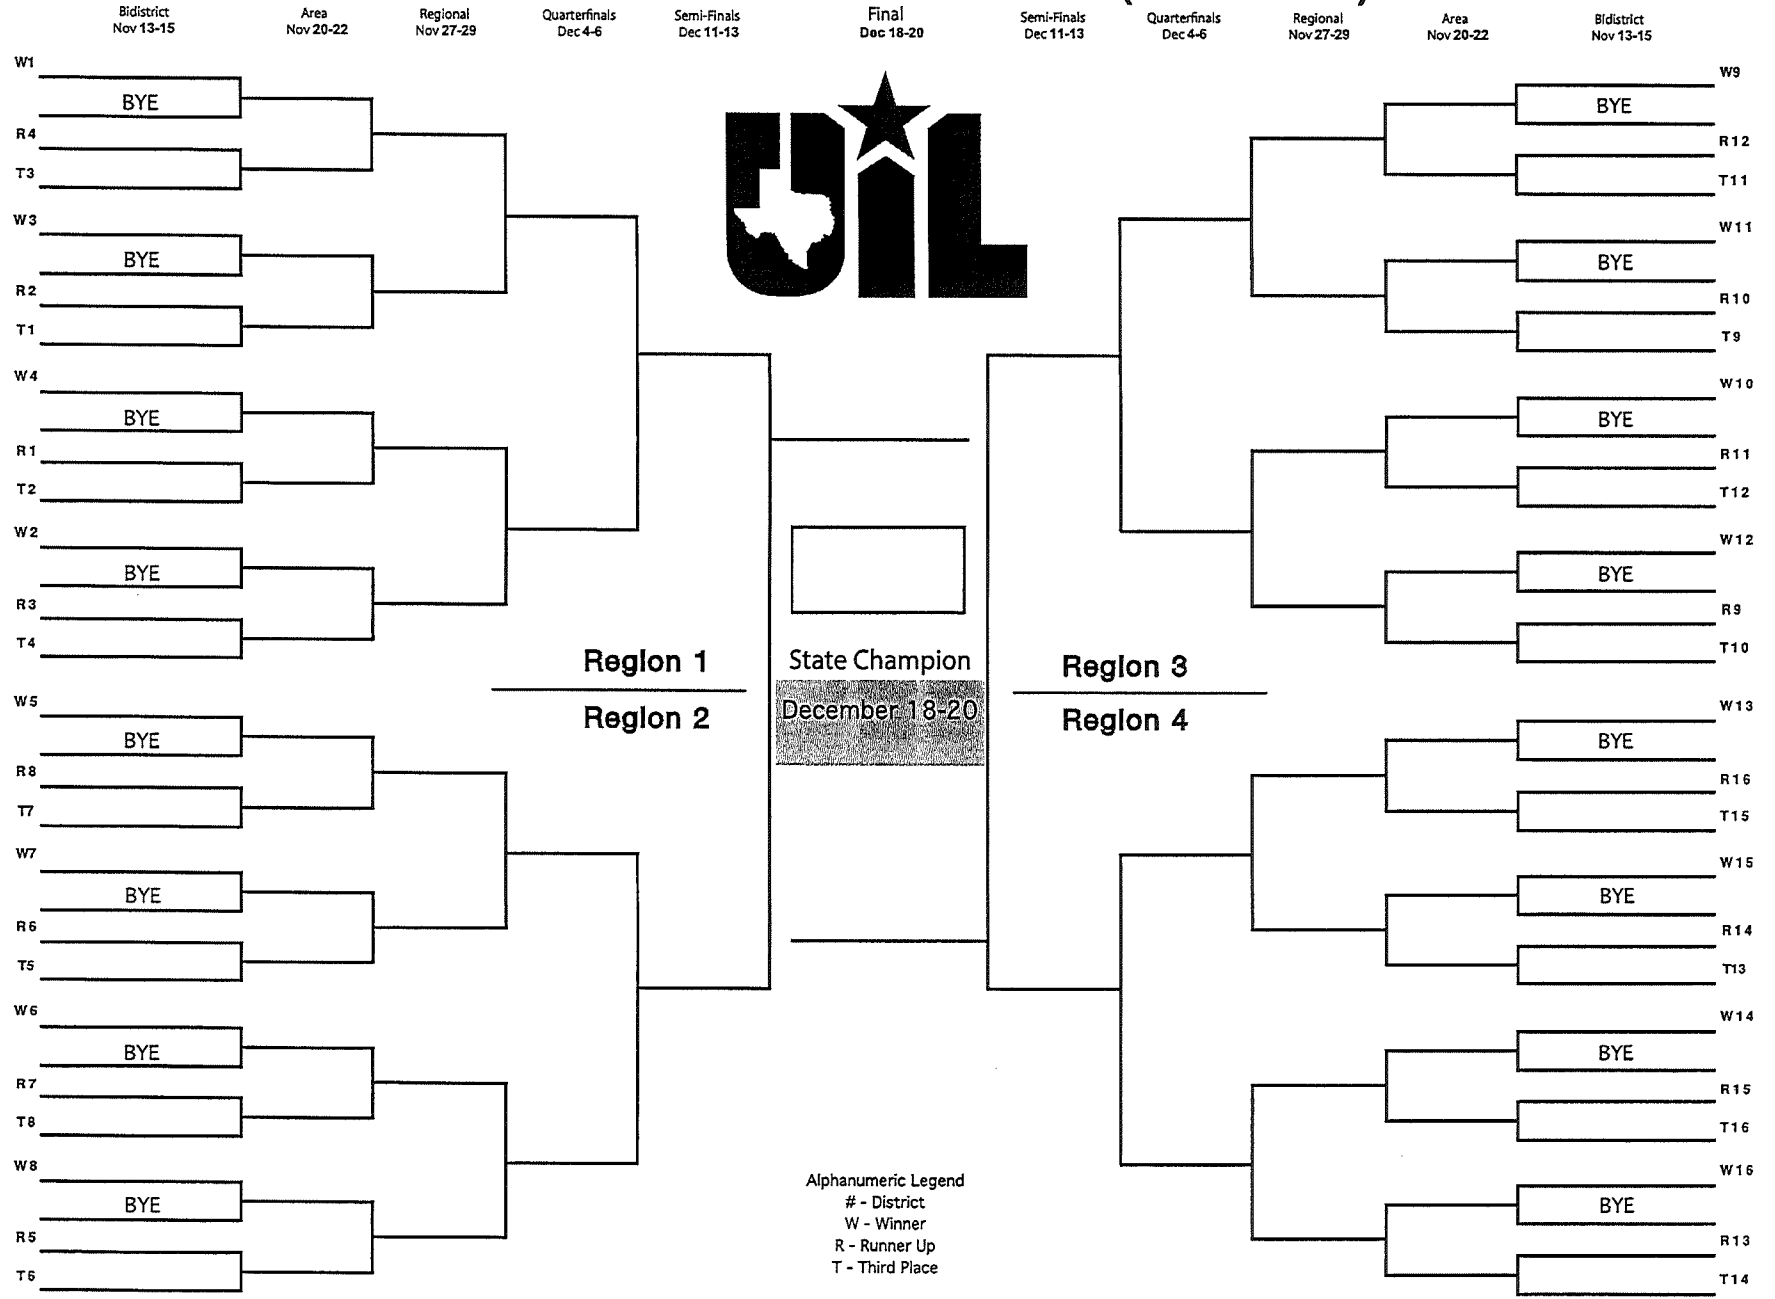 Bidistrict
Nov 13-15
Area
Nov 20-22
Regional
Nov 27-29
Quarterfinals
Dec 4-6
Semi-Finals
Dec 11-13
Final
Dec 18-20
Semi-Finals
Dec 11-13
Quarterfinals
Dec 4-6
Regional
Nov 27-29
Area
Nov 20-22
Bidistrict
Nov 13-15
UIL
W1
BYE
R4
T3
W3
BYE
R2
T1
W4
BYE
R1
T2
W2
BYE
R3
T4
Region 1
Region 2
W5
BYE
R8
T7
W7
BYE
R6
T5
W6
BYE
R7
T8
W8
BYE
R5
T6
State Champion
December 18-20
Alphanumeric Legend
# - District
W - Winner
R - Runner Up
T - Third Place
W9
BYE
R12
T11
W11
BYE
R10
T9
W10
BYE
R11
T12
W12
BYE
R9
T10
Region 3
Region 4
W13
BYE
R16
T15
W15
BYE
R14
T13
W14
BYE
R15
T16
W16
BYE
R13
T14